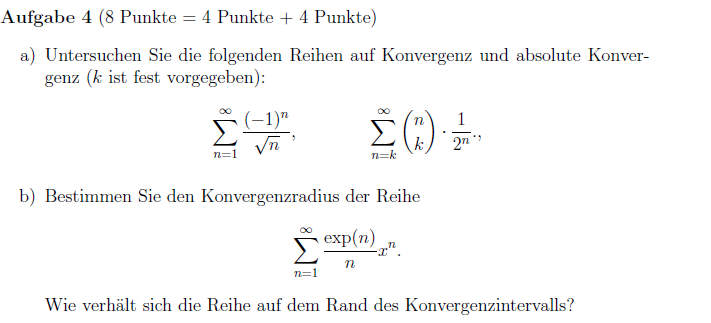 Aufgabe 4 (8 Punkte = 4 Punkte + 4 Punkte)
a) Untersuchen Sie die folgenden Reihen auf Konvergenz und absolute Konver-
genz (k ist fest vorgegeben):
$\sum_{n=1}^{\infty} \frac{(-1)^n}{\sqrt{n}}, \qquad \sum_{n=k}^{\infty} \binom{n}{k} \cdot \frac{1}{2^n}.,$
b) Bestimmen Sie den Konvergenzradius der Reihe
$\sum_{n=1}^{\infty} \frac{\exp(n)}{n} x^n.$
Wie verhält sich die Reihe auf dem Rand des Konvergenzintervalls?